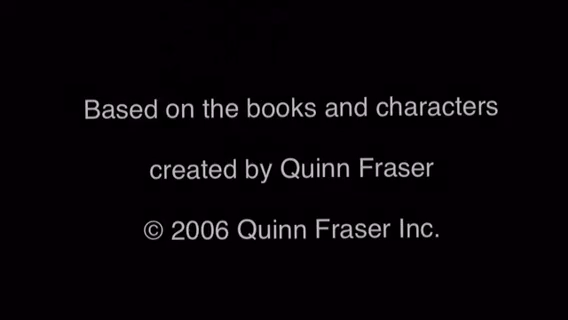 Based on the books and characters
created by Quinn Fraser
© 2006 Quinn Fraser Inc.